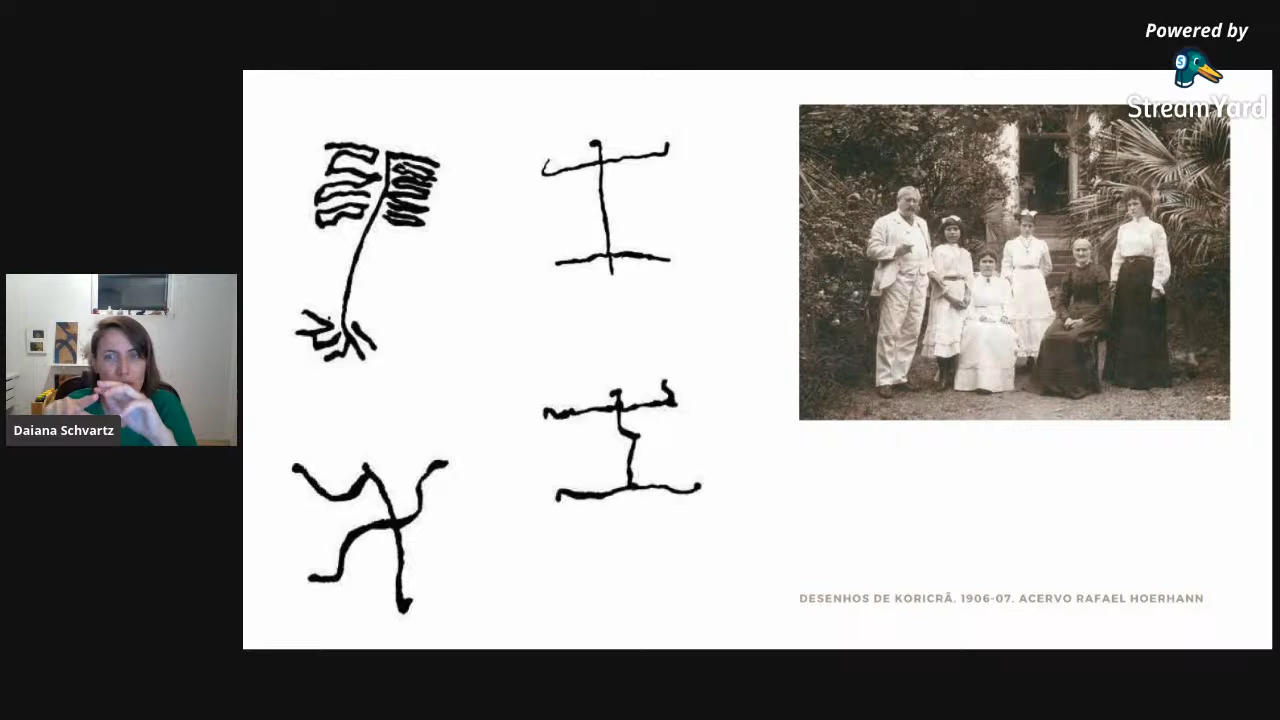 Powered by
StreamYard
Daiana Schvartz
DESENHOS DE KORICRÃ. 1906-07. ACERVO RAFAEL HOERHANN